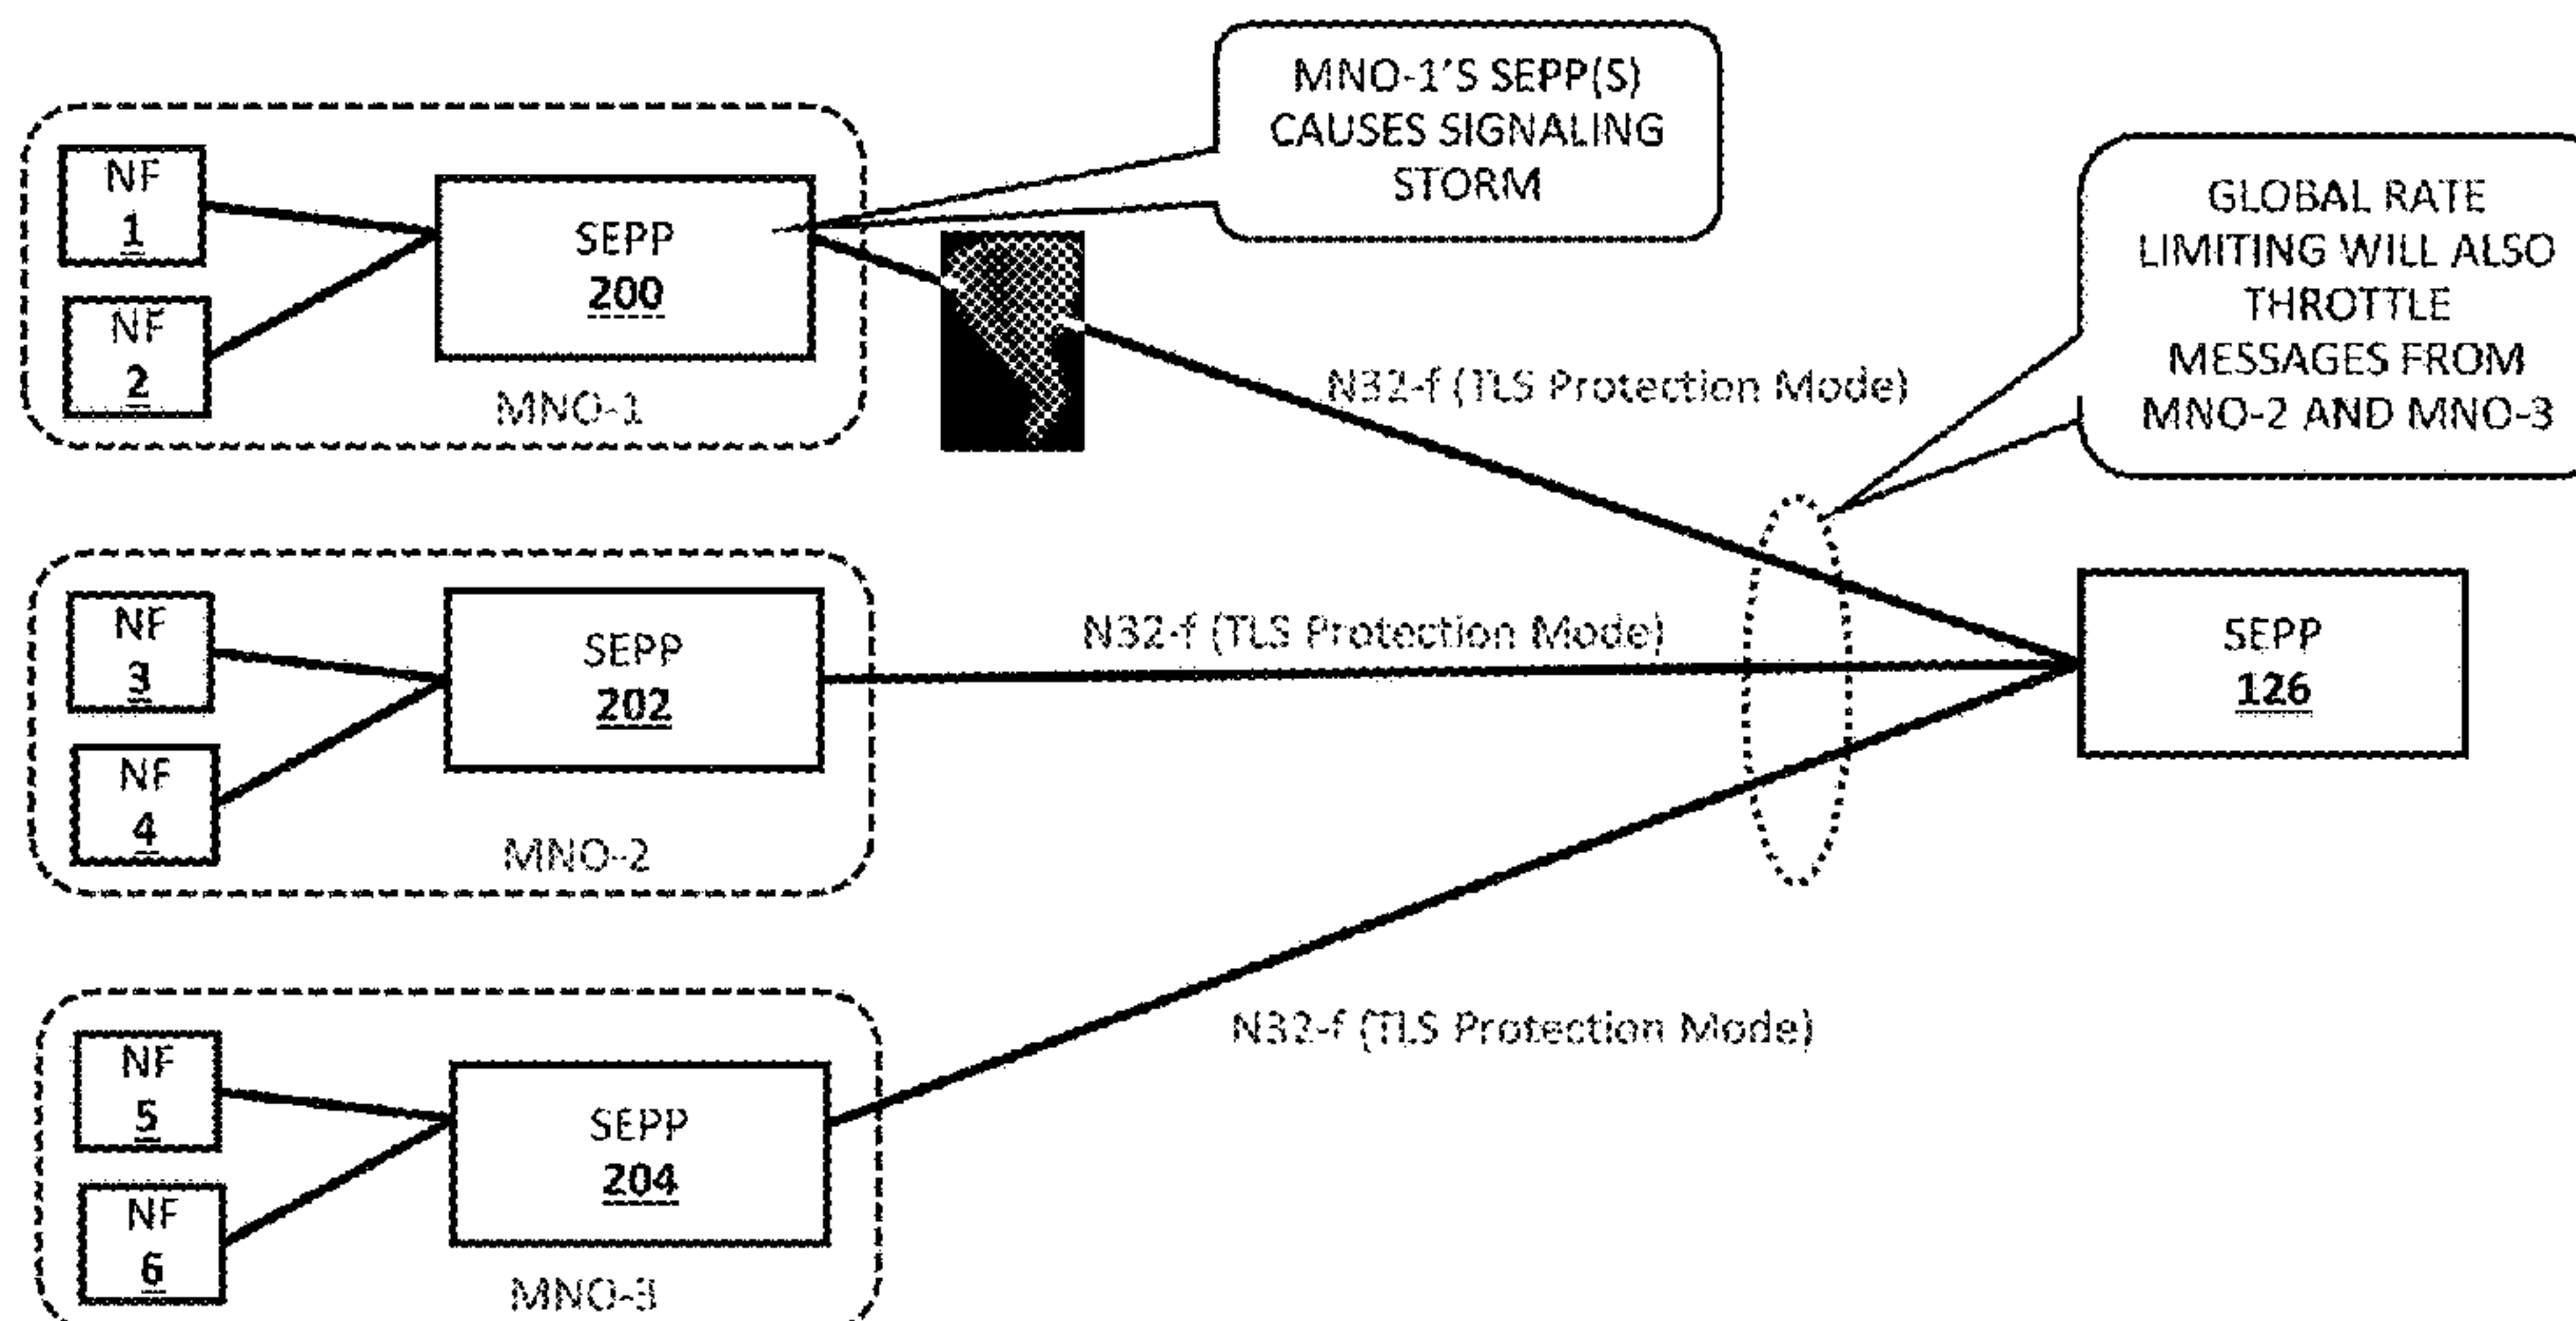 MNO-1'S SEPP(S)
CAUSES SIGNALING
STORM
GLOBAL RATE
LIMITING WILL ALSO
THROTTLE
MESSAGES FROM
MNO-2 AND MNO-3
NF
1
NF
2
SEPP
200
MNO-1
N32-f (TLS Protection Mode)
NF
3
NF
4
SEPP
202
MNO-2
N32-f (TLS Protection Mode)
SEPP
126
NF
5
NF
6
SEPP
204
MNO-3
N32-f (TLS Protection Mode)